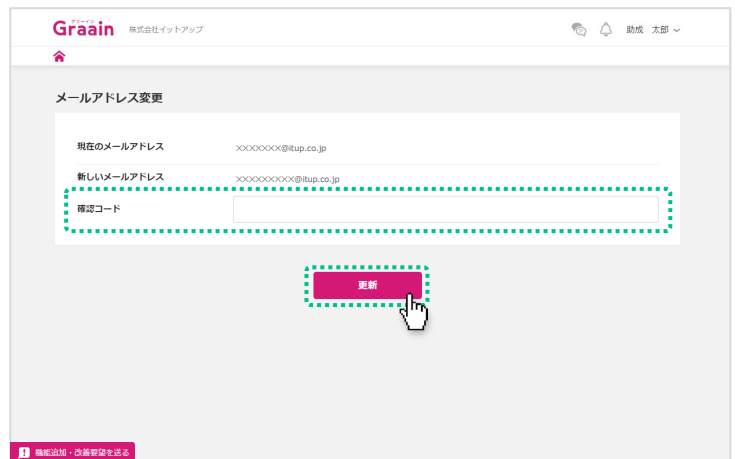 グラーイン
Graain 株式会社イットアップ 助成 太郎
メールアドレス変更
現在のメールアドレス XXXXXXX@itup.co.jp
新しいメールアドレス XXXXXXXXX@itup.co.jp
確認コード
更新
機能追加・改善要望を送る